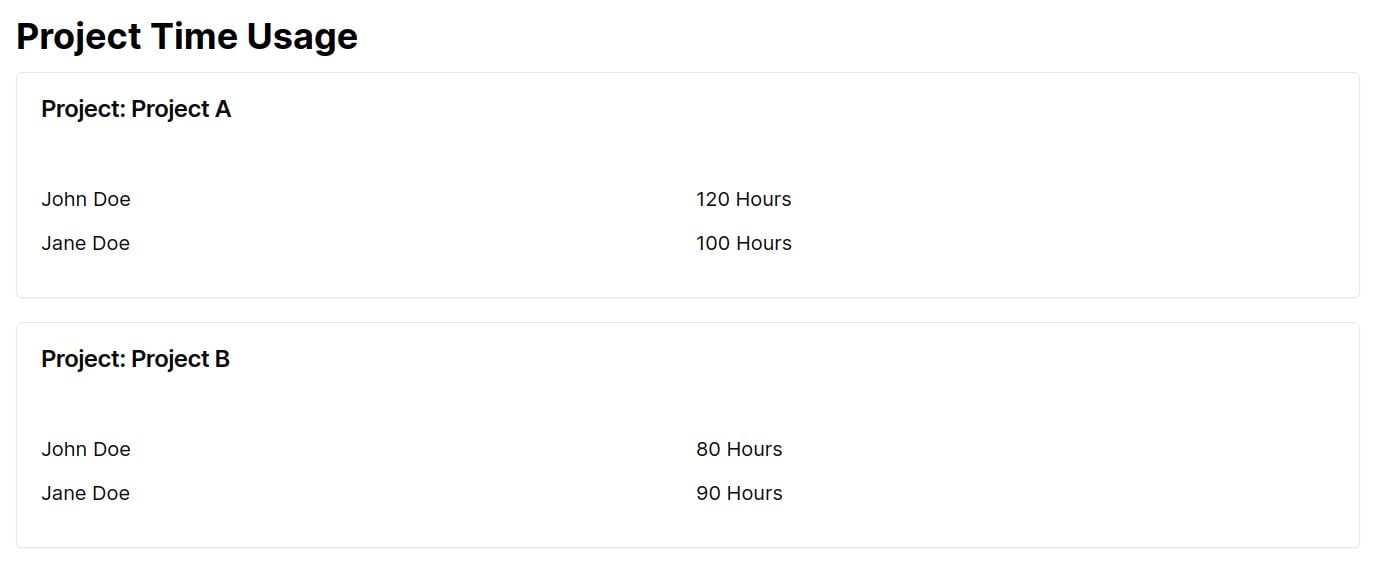 Project Time Usage
Project: Project A
John Doe 120 Hours
Jane Doe 100 Hours
Project: Project B
John Doe 80 Hours
Jane Doe 90 Hours